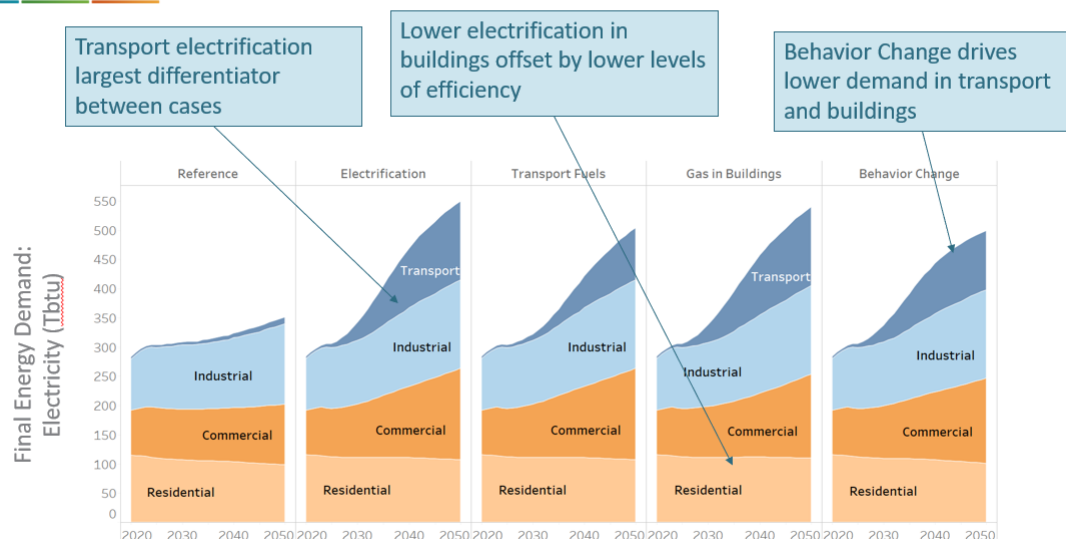 Transport electrification
largest differentiator
between cases
Lower electrification in
buildings offset by lower levels
of efficiency
Behavior Change drives
lower demand in transport
and buildings
Reference
Electrification
Transport Fuels
Gas in Buildings
Behavior Change
Final Energy Demand:
Electricity (Tbtu)
550
500
450
400
350
300
250
200
150
100
50
0
Industrial
Commercial
Residential
Transport
Industrial
Commercial
Residential
Industrial
Commercial
Residential
Transport
Industrial
Commercial
Residential
Industrial
Commercial
Residential
2020 2030 2040 2050
2020 2030 2040 2050
2020 2030 2040 2050
2020 2030 2040 2050
2020 2030 2040 2050